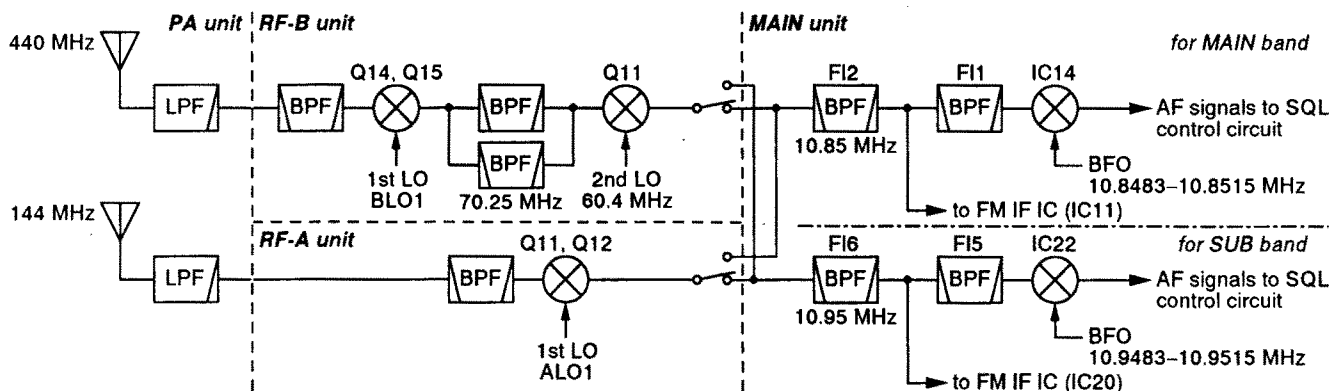 PA unit
RF-B unit
MAIN unit
for MAIN band
440 MHz
LPF
BPF
Q14, Q15
1st LO
BLO1
BPF
BPF
70.25 MHz
Q11
2nd LO
60.4 MHz
FI2
BPF
10.85 MHz
FI1
BPF
IC14
BFO
10.8483–10.8515 MHz
AF signals to SQL
control circuit
to FM IF IC (IC11)
144 MHz
LPF
RF-A unit
BPF
Q11, Q12
1st LO
ALO1
for SUB band
FI6
BPF
10.95 MHz
FI5
BPF
IC22
BFO
10.9483–10.9515 MHz
AF signals to SQL
control circuit
to FM IF IC (IC20)